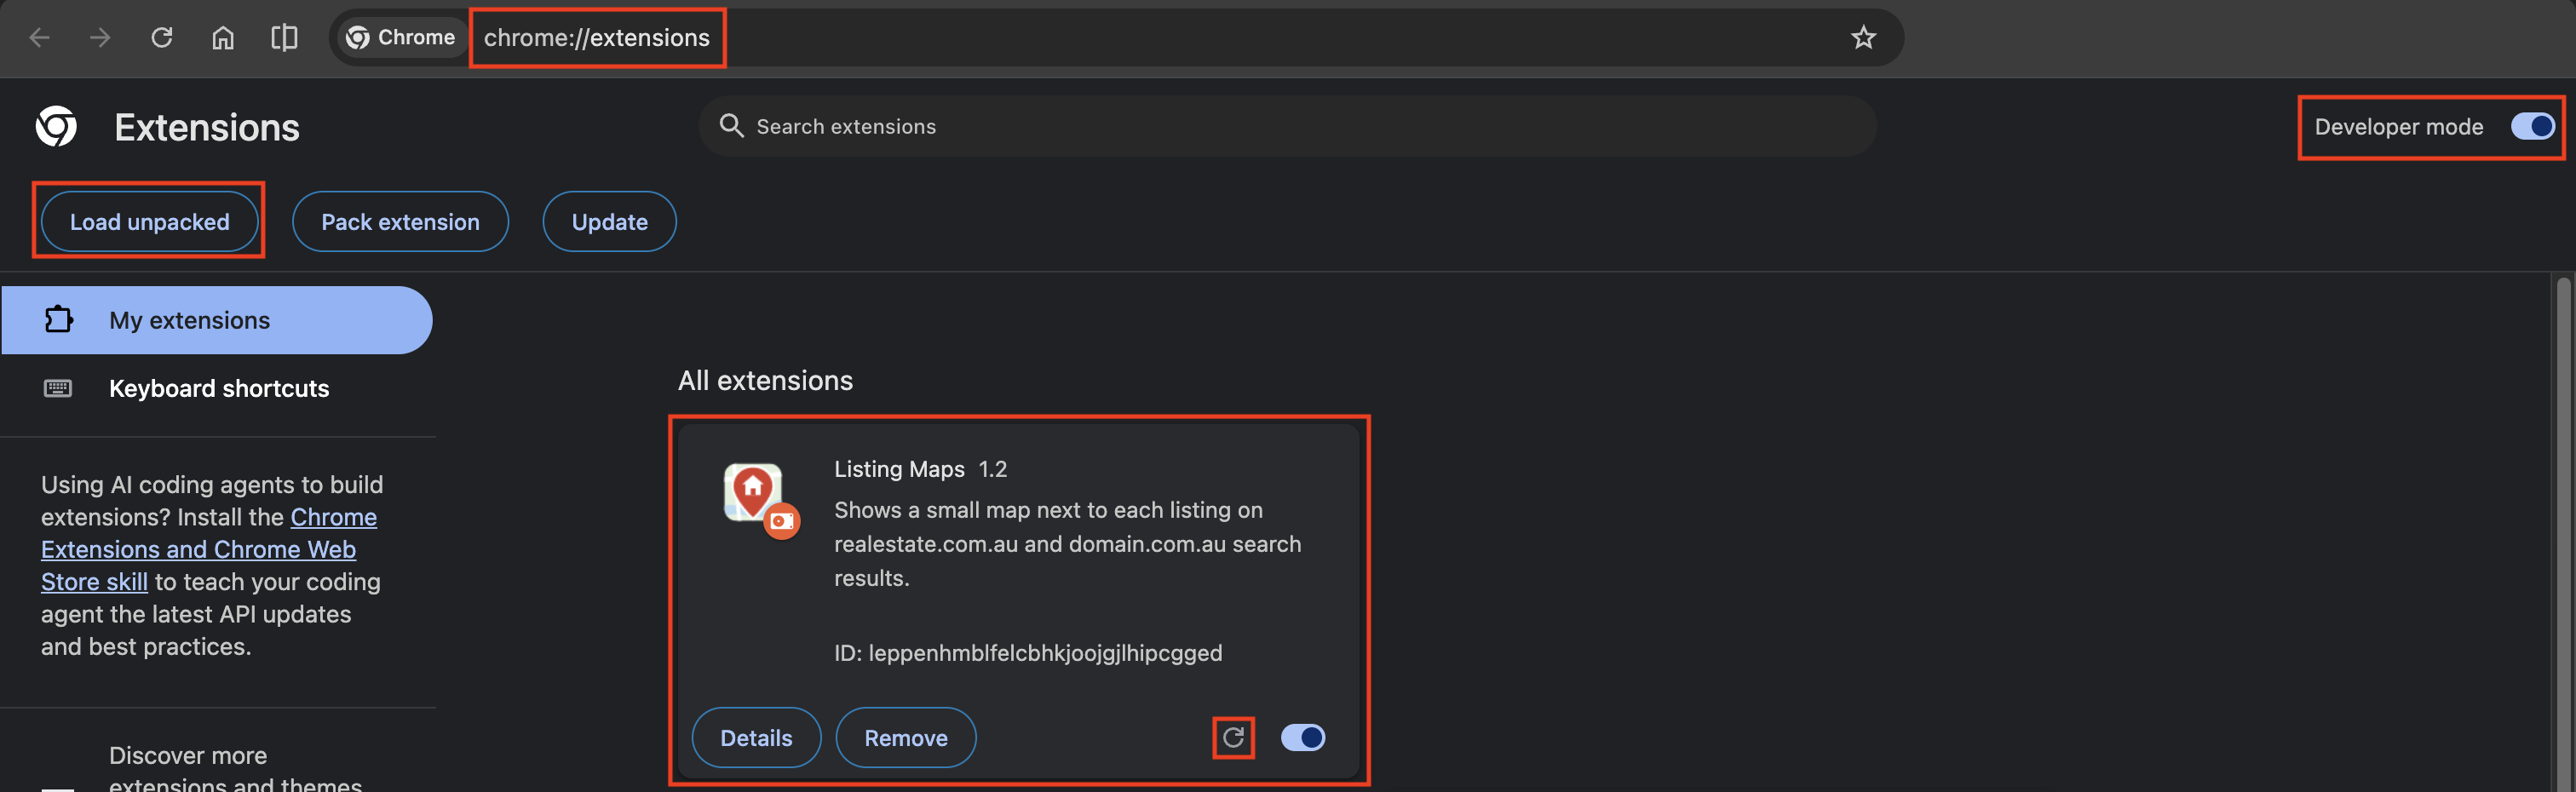 Chrome chrome://extensions
Extensions
Search extensions
Developer mode
Load unpacked
Pack extension
Update
My extensions
Keyboard shortcuts
Using AI coding agents to build
extensions? Install the Chrome
Extensions and Chrome Web
Store skill to teach your coding
agent the latest API updates
and best practices.
Discover more
extensions and themes
All extensions
Listing Maps 1.2
Shows a small map next to each listing on
realestate.com.au and domain.com.au search
results.
ID: leppenhmblfelcbhkjoojgjlhipcgged
Details
Remove